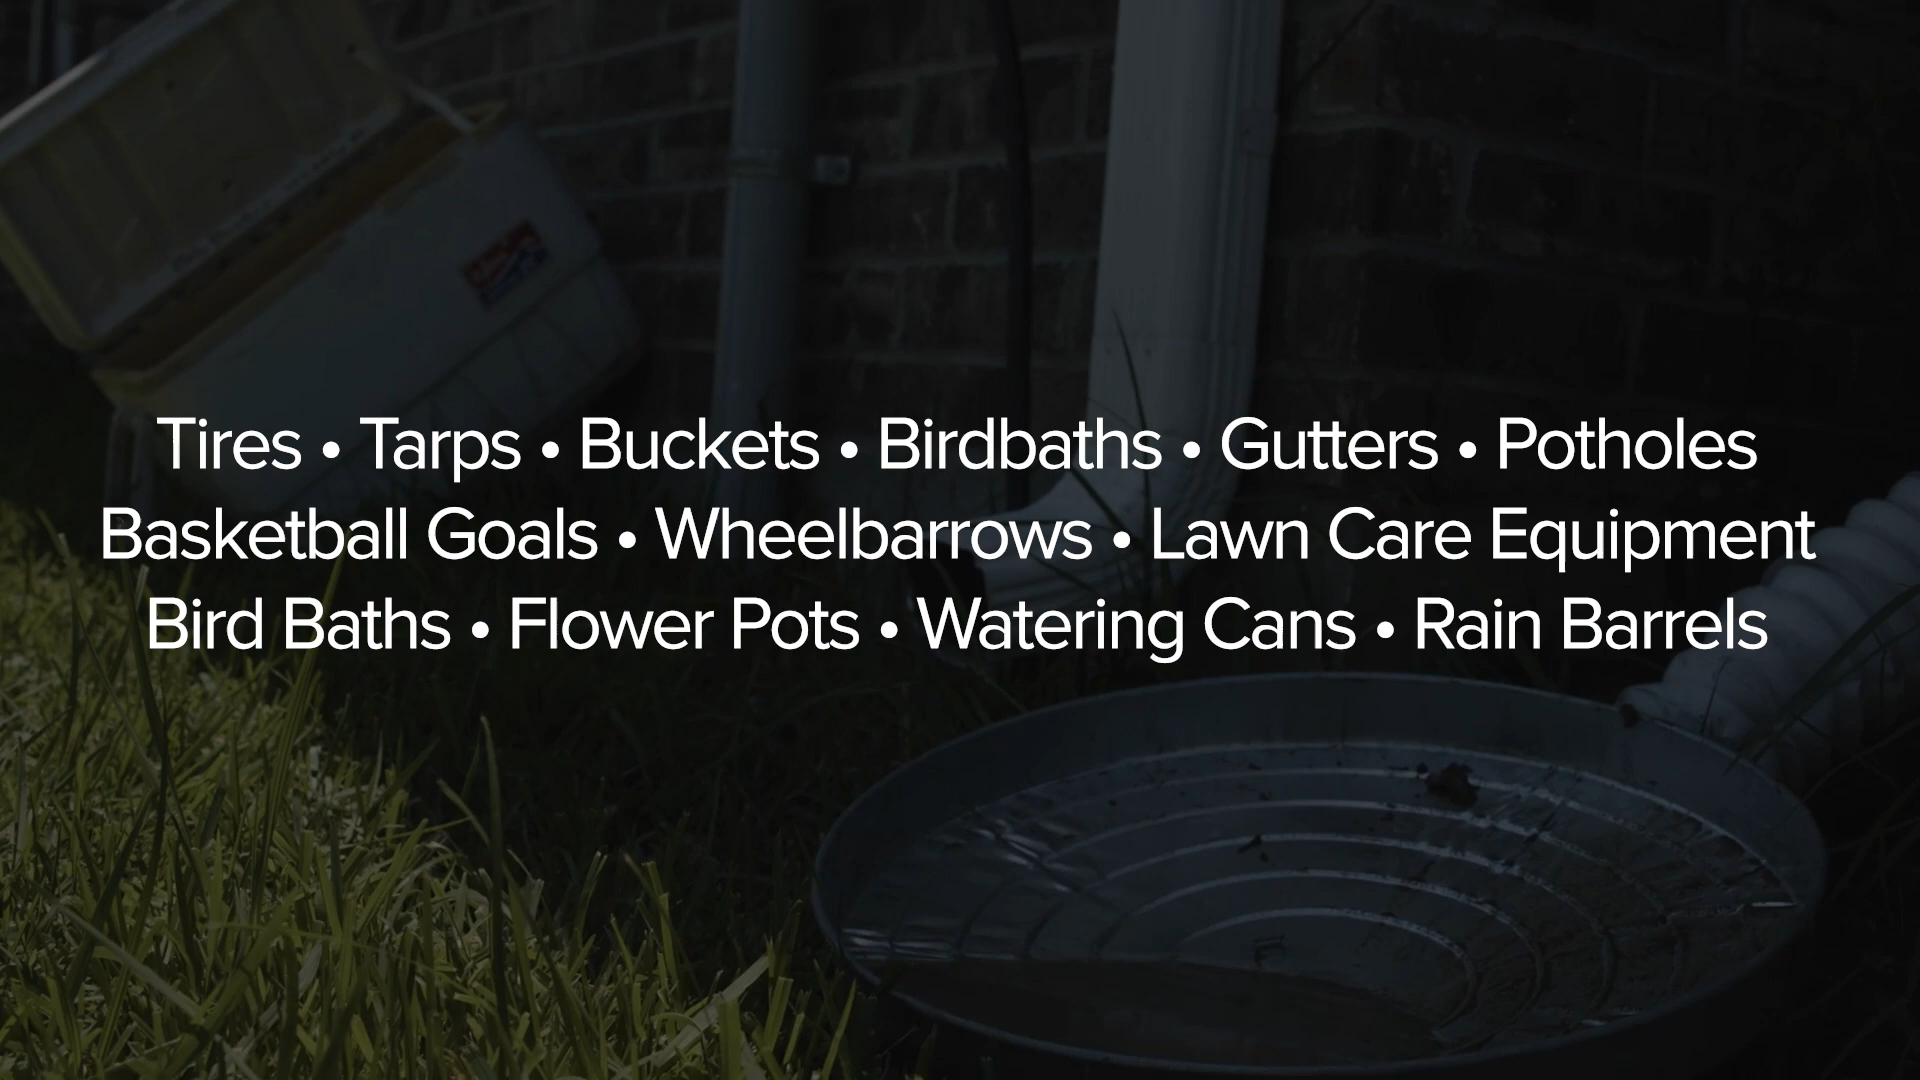 Tires • Tarps • Buckets • Birdbaths • Gutters • Potholes
Basketball Goals • Wheelbarrows • Lawn Care Equipment
Bird Baths • Flower Pots • Watering Cans • Rain Barrels